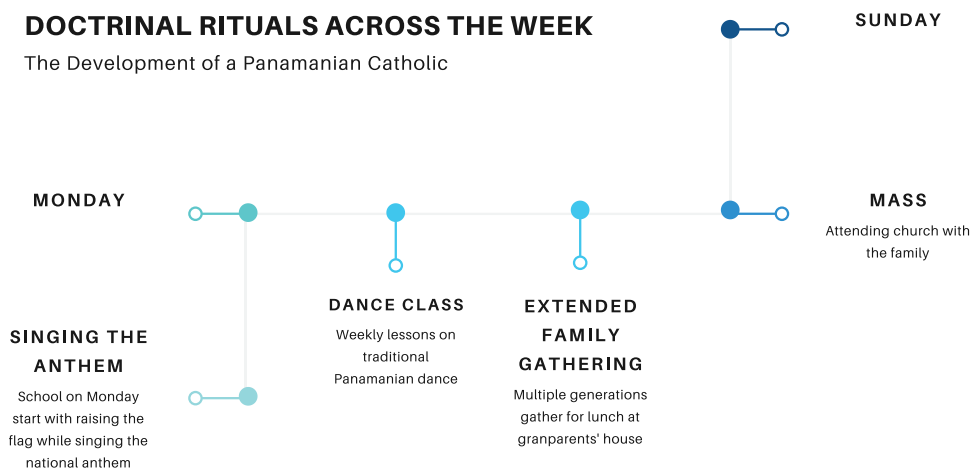 DOCTRINAL RITUALS ACROSS THE WEEK
The Development of a Panamanian Catholic
SUNDAY
MONDAY
MASS
Attending church with
the family
SINGING THE
ANTHEM
School on Monday
start with raising the
flag while singing the
national anthem
DANCE CLASS
Weekly lessons on
traditional
Panamanian dance
EXTENDED
FAMILY
GATHERING
Multiple generations
gather for lunch at
granparents' house